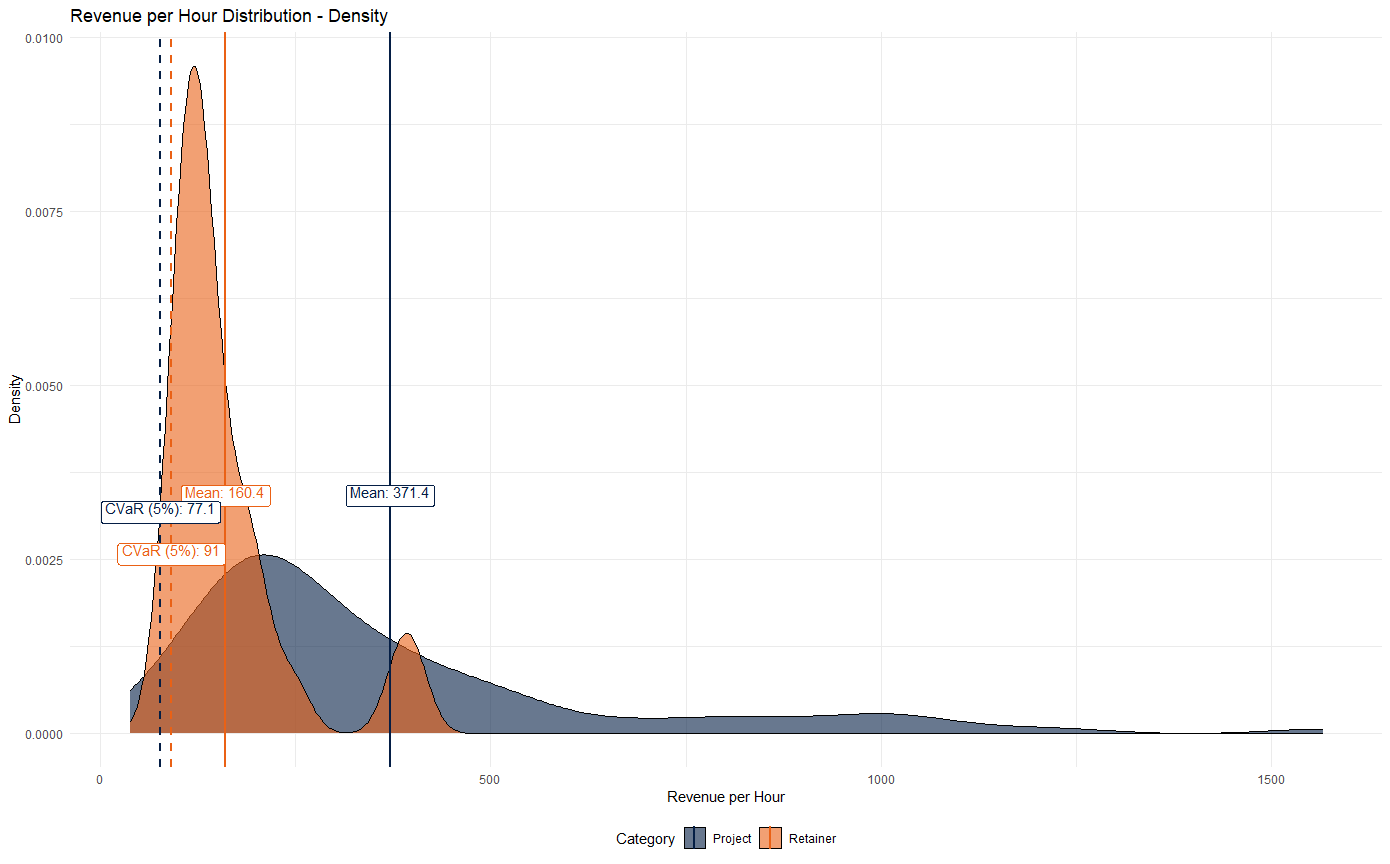 Revenue per Hour Distribution - Density
0.0100
0.0075
0.0050
0.0025
0.0000
Density
Mean: 160.4
Mean: 371.4
CVaR (5%): 77.1
CVaR (5%): 91
0
500
1000
1500
Revenue per Hour
Category
Project
Retainer